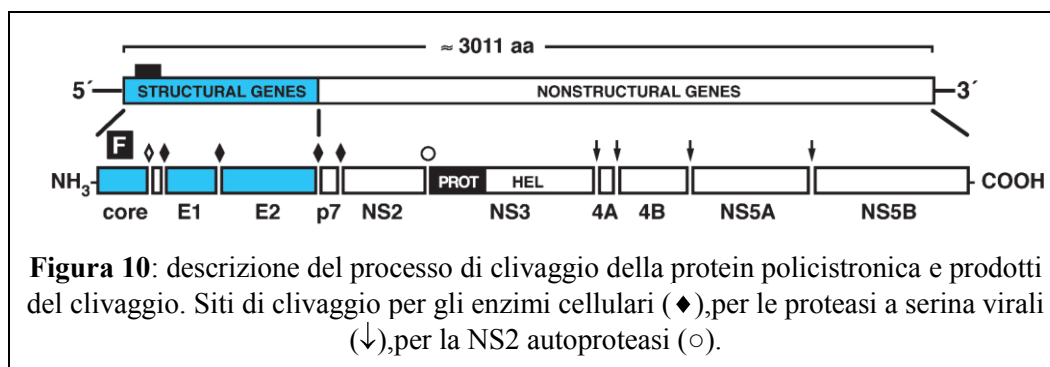 ≈ 3011 aa
5´ STRUCTURAL GENES NONSTRUCTURAL GENES 3´
F
NH3 PROT HEL COOH
core E1 E2 p7 NS2 NS3 4A 4B NS5A NS5B
Figura 10: descrizione del processo di clivaggio della protein policistronica e prodotti
del clivaggio. Siti di clivaggio per gli enzimi cellulari (♦),per le proteasi a serina virali
(↓),per la NS2 autoproteasi (○).